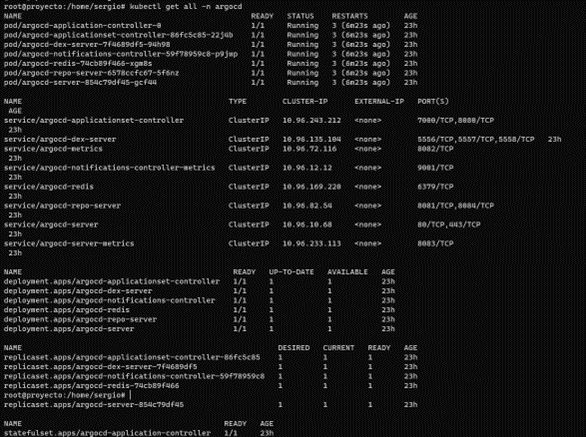 root@proyecto:/home/sergio# kubectl get all -n argocd
NAME READY STATUS RESTARTS AGE
pod/argocd-application-controller-0 1/1 Running 3 (6m23s ago) 23h
pod/argocd-applicationset-controller-86fc5c85-22j4b 1/1 Running 3 (6m23s ago) 23h
pod/argocd-dex-server-7f4689df5-94h98 1/1 Running 3 (6m23s ago) 23h
pod/argocd-notifications-controller-59f78959c8-p9jmp 1/1 Running 3 (6m23s ago) 23h
pod/argocd-redis-74cb89f466-xgm8s 1/1 Running 3 (6m23s ago) 23h
pod/argocd-repo-server-6578ccfc67-5f6nz 1/1 Running 3 (6m23s ago) 23h
pod/argocd-server-854c79df45-gcf44 1/1 Running 3 (6m23s ago) 23h
NAME TYPE CLUSTER-IP EXTERNAL-IP PORT(S)
AGE
service/argocd-applicationset-controller ClusterIP 10.96.243.212 <none> 7000/TCP,8080/TCP
23h
service/argocd-dex-server ClusterIP 10.96.135.104 <none> 5556/TCP,5557/TCP,5558/TCP 23h
service/argocd-metrics ClusterIP 10.96.72.116 <none> 8082/TCP
23h
service/argocd-notifications-controller-metrics ClusterIP 10.96.12.12 <none> 9001/TCP
23h
service/argocd-redis ClusterIP 10.96.169.220 <none> 6379/TCP
23h
service/argocd-repo-server ClusterIP 10.96.82.54 <none> 8081/TCP,8084/TCP
23h
service/argocd-server ClusterIP 10.96.10.68 <none> 80/TCP,443/TCP
23h
service/argocd-server-metrics ClusterIP 10.96.233.113 <none> 8083/TCP
23h
NAME READY UP-TO-DATE AVAILABLE AGE
deployment.apps/argocd-applicationset-controller 1/1 1 1 23h
deployment.apps/argocd-dex-server 1/1 1 1 23h
deployment.apps/argocd-notifications-controller 1/1 1 1 23h
deployment.apps/argocd-redis 1/1 1 1 23h
deployment.apps/argocd-repo-server 1/1 1 1 23h
deployment.apps/argocd-server 1/1 1 1 23h
NAME DESIRED CURRENT READY AGE
replicaset.apps/argocd-applicationset-controller-86fc5c85 1 1 1 23h
replicaset.apps/argocd-dex-server-7f4689df5 1 1 1 23h
replicaset.apps/argocd-notifications-controller-59f78959c8 1 1 1 23h
replicaset.apps/argocd-redis-74cb89f466 1 1 1 23h
root@proyecto:/home/sergio#
replicaset.apps/argocd-server-854c79df45 1 1 1 23h
NAME READY AGE
statefulset.apps/argocd-application-controller 1/1 23h